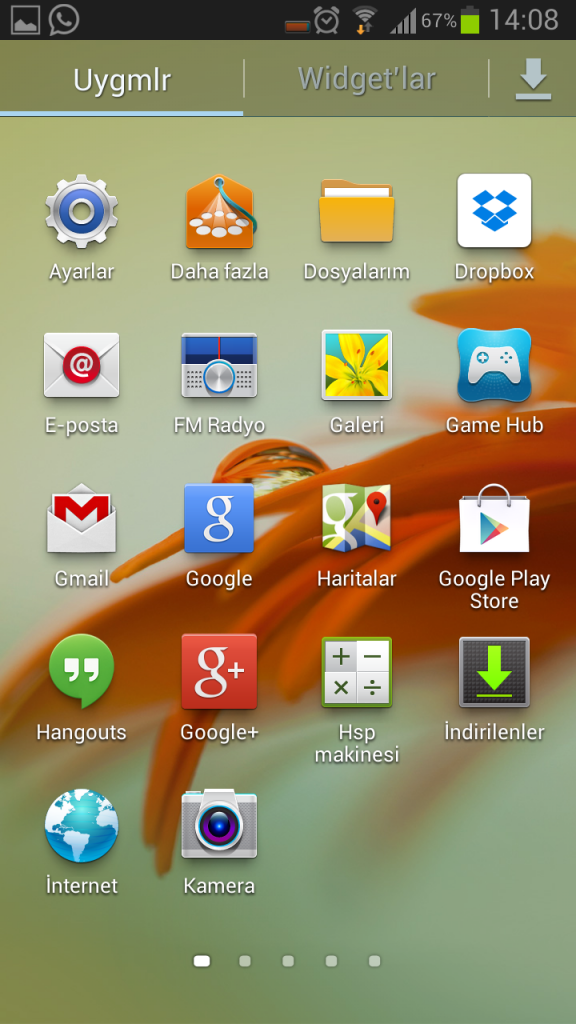 67% 14:08
Uygmlr Widget'lar
Ayarlar Daha fazla Dosyalarım Dropbox
@
E-posta FM Radyo Galeri Game Hub
M g g
Gmail Google Haritalar Google Play
Store
g+ + − × ÷
Hangouts Google+ Hsp İndirilenler
makinesi
İnternet Kamera